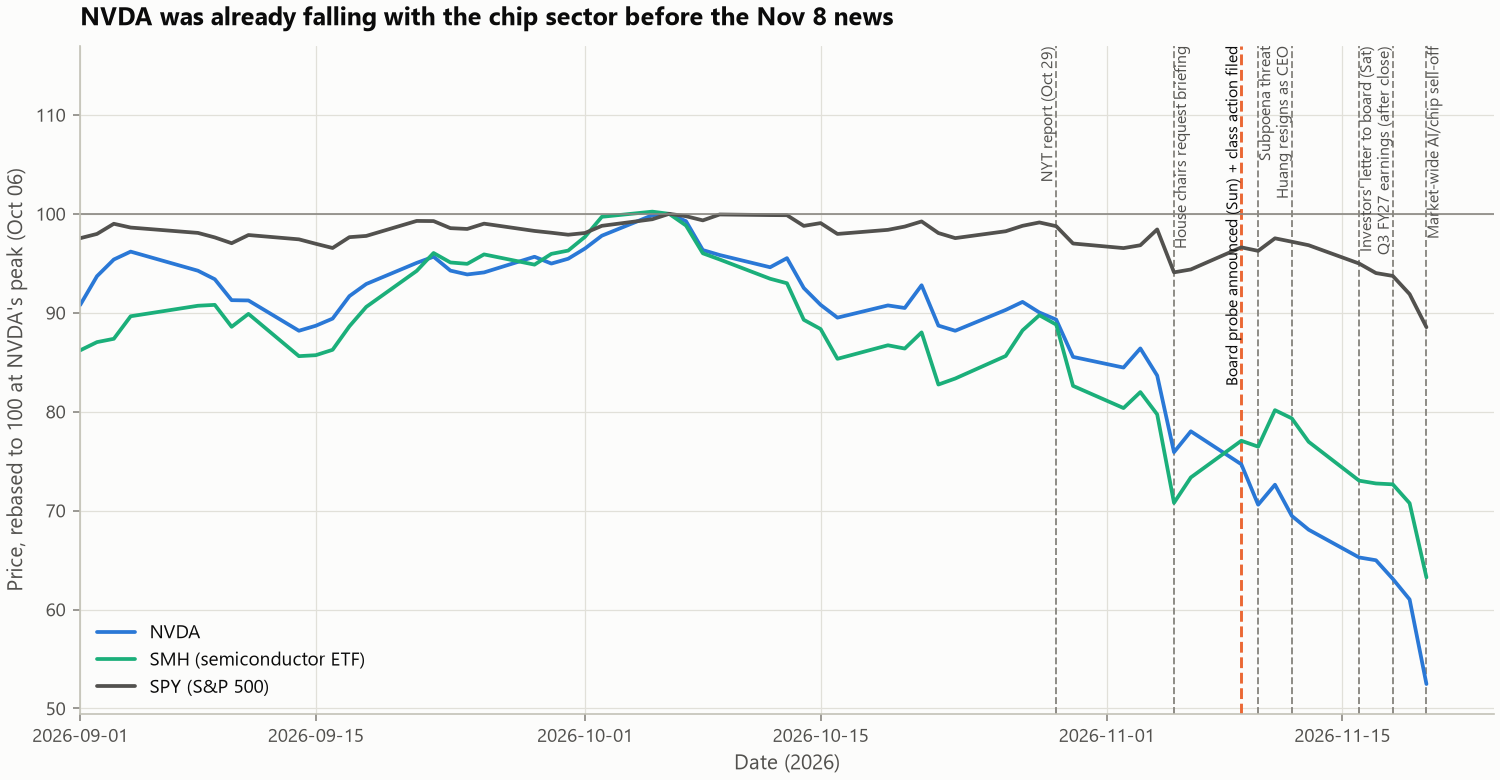 NVDA was already falling with the chip sector before the Nov 8 news
Price, rebased to 100 at NVDA's peak (Oct 06)
110
100
90
80
70
60
50
NYT report (Oct 29)
House chairs request briefing
Board probe announced (Sun) + class action filed
Subpoena threat
Huang resigns as CEO
Investors' letter to board (Sat)
Q3 FY27 earnings (after close)
Market-wide AI/chip sell-off
NVDA
SMH (semiconductor ETF)
SPY (S&P 500)
2026-09-01
2026-09-15
2026-10-01
2026-10-15
2026-11-01
2026-11-15
Date (2026)